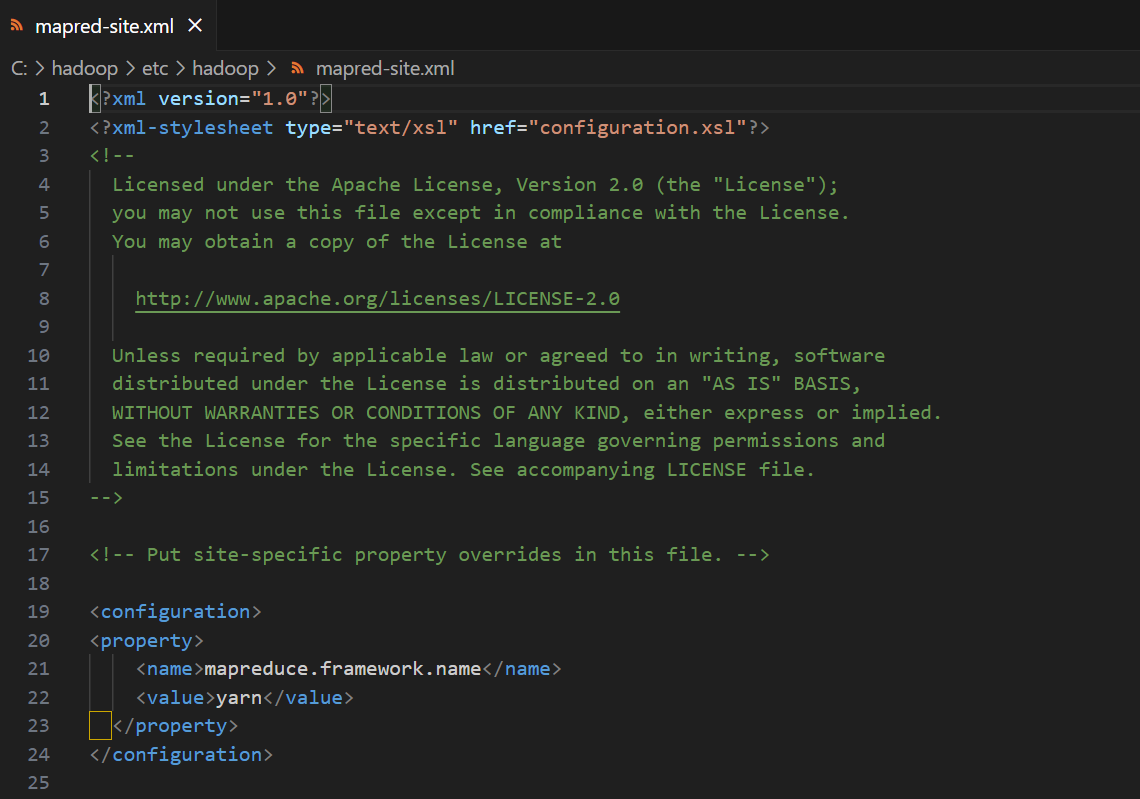 mapred-site.xml
C: > hadoop > etc > hadoop > mapred-site.xml
1 <?xml version="1.0"?>
2 <?xml-stylesheet type="text/xsl" href="configuration.xsl"?>
3 <!--
4 Licensed under the Apache License, Version 2.0 (the "License");
5 you may not use this file except in compliance with the License.
6 You may obtain a copy of the License at
7
8 http://www.apache.org/licenses/LICENSE-2.0
9
10 Unless required by applicable law or agreed to in writing, software
11 distributed under the License is distributed on an "AS IS" BASIS,
12 WITHOUT WARRANTIES OR CONDITIONS OF ANY KIND, either express or implied.
13 See the License for the specific language governing permissions and
14 limitations under the License. See accompanying LICENSE file.
15 -->
16
17 <!-- Put site-specific property overrides in this file. -->
18
19 <configuration>
20 <property>
21 <name>mapreduce.framework.name</name>
22 <value>yarn</value>
23 </property>
24 </configuration>
25